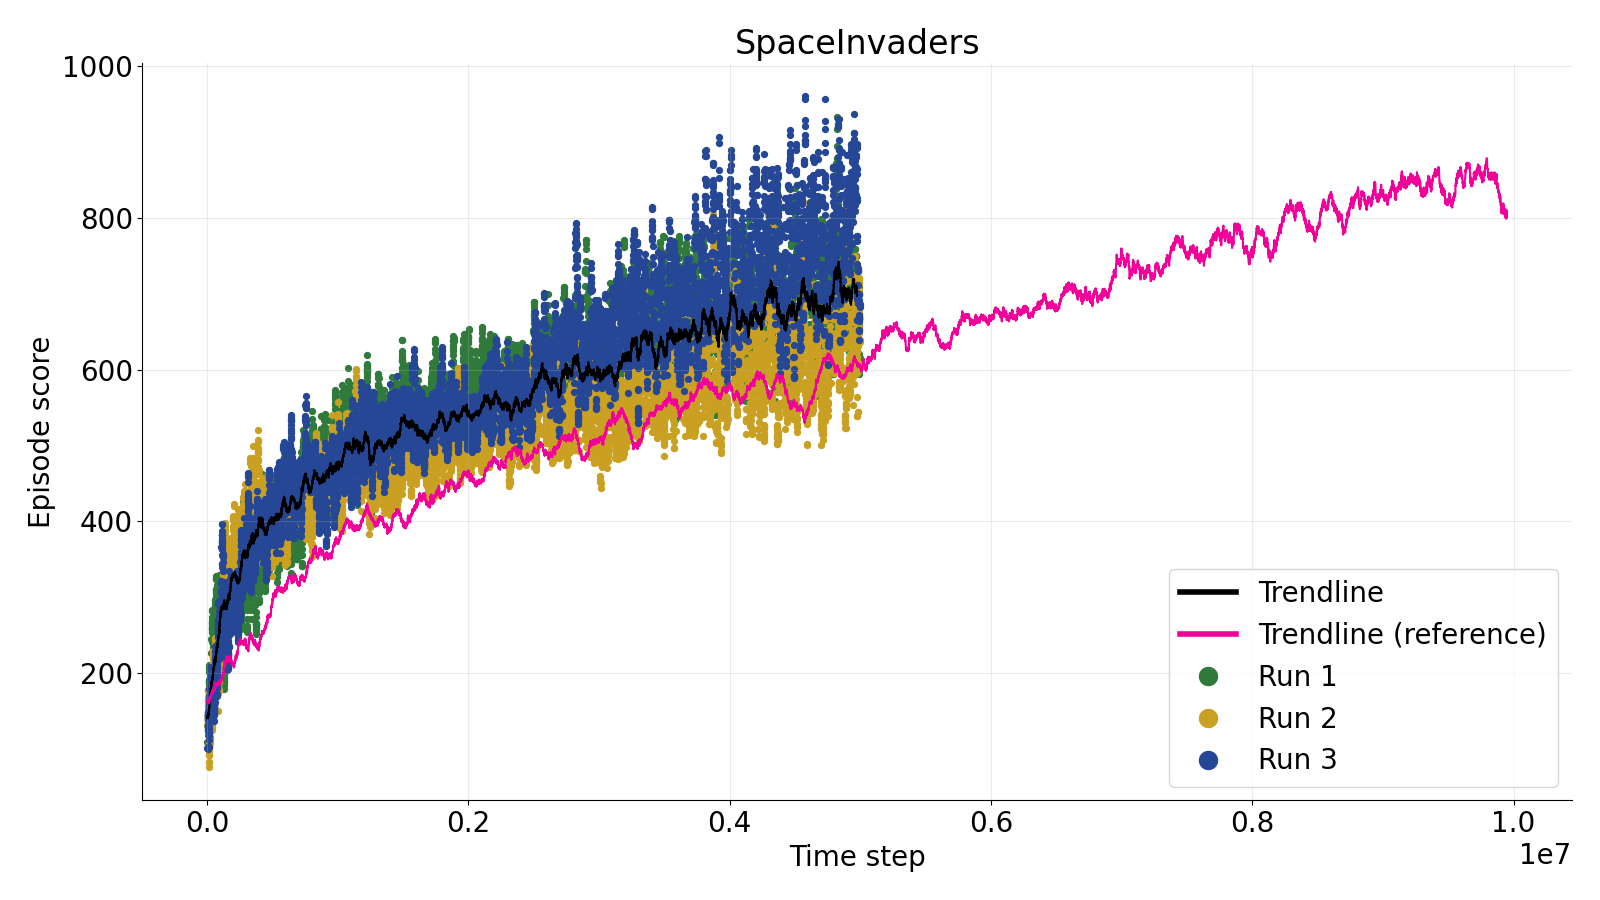 SpaceInvaders
1000
800
600
400
200
Episode score
0.0 0.2 0.4 0.6 0.8 1.0
1e7
Time step
Trendline
Trendline (reference)
Run 1
Run 2
Run 3